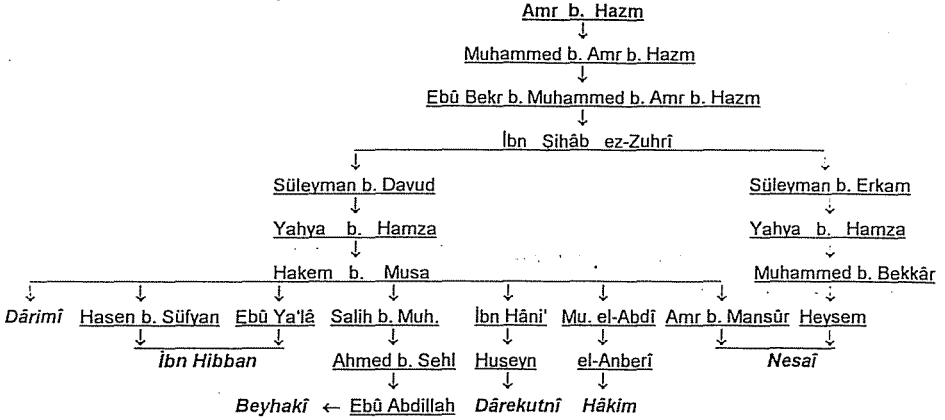 Amr b. Hazm
↓
Muhammed b. Amr b. Hazm
↓
Ebû Bekr b. Muhammed b. Amr b. Hazm
↓
İbn Şihâb ez-Zuhrî
↓ ↓
Süleyman b. Davud Süleyman b. Erkam
↓ ↓
Yahya b. Hamza Yahya b. Hamza
↓ ↓
Hakem b. Musa Muhammed b. Bekkâr
↓ ↓ ↓ ↓ ↓ ↓ ↓ ↓
Dârimî Hasen b. Süfyan Ebû Ya'lâ Salih b. Muh. İbn Hâni' Mu. el-Abdî Amr b. Mansûr Heysem
↓ ↓ ↓ ↓ ↓ ↓ ↓
İbn Hibban Ahmed b. Sehl Huseyn el-Anberî Nesaî
↓ ↓ ↓
Beyhakî ← Ebû Abdillah Dârekutnî Hâkim